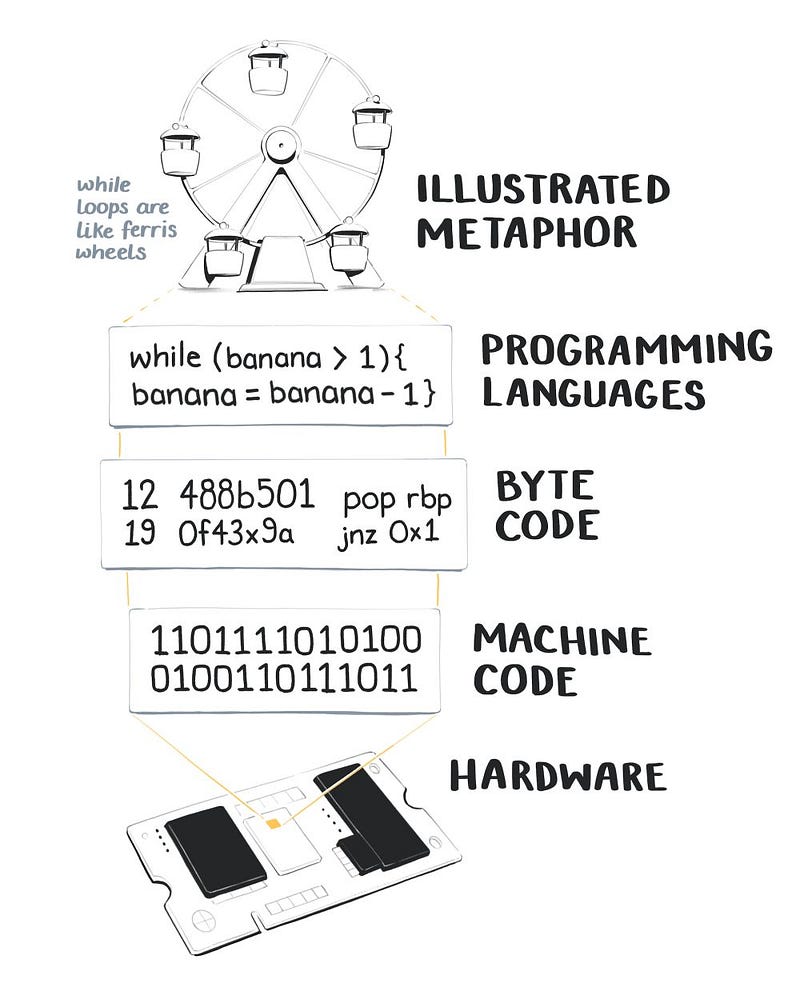 while
loops are
like ferris
wheels
ILLUSTRATED
METAPHOR
while (banana > 1){
banana = banana - 1}
PROGRAMMING
LANGUAGES
12 488b501 pop rbp
19 0f43x9a jnz 0x1
BYTE
CODE
1101111010100
0100110111011
MACHINE
CODE
HARDWARE